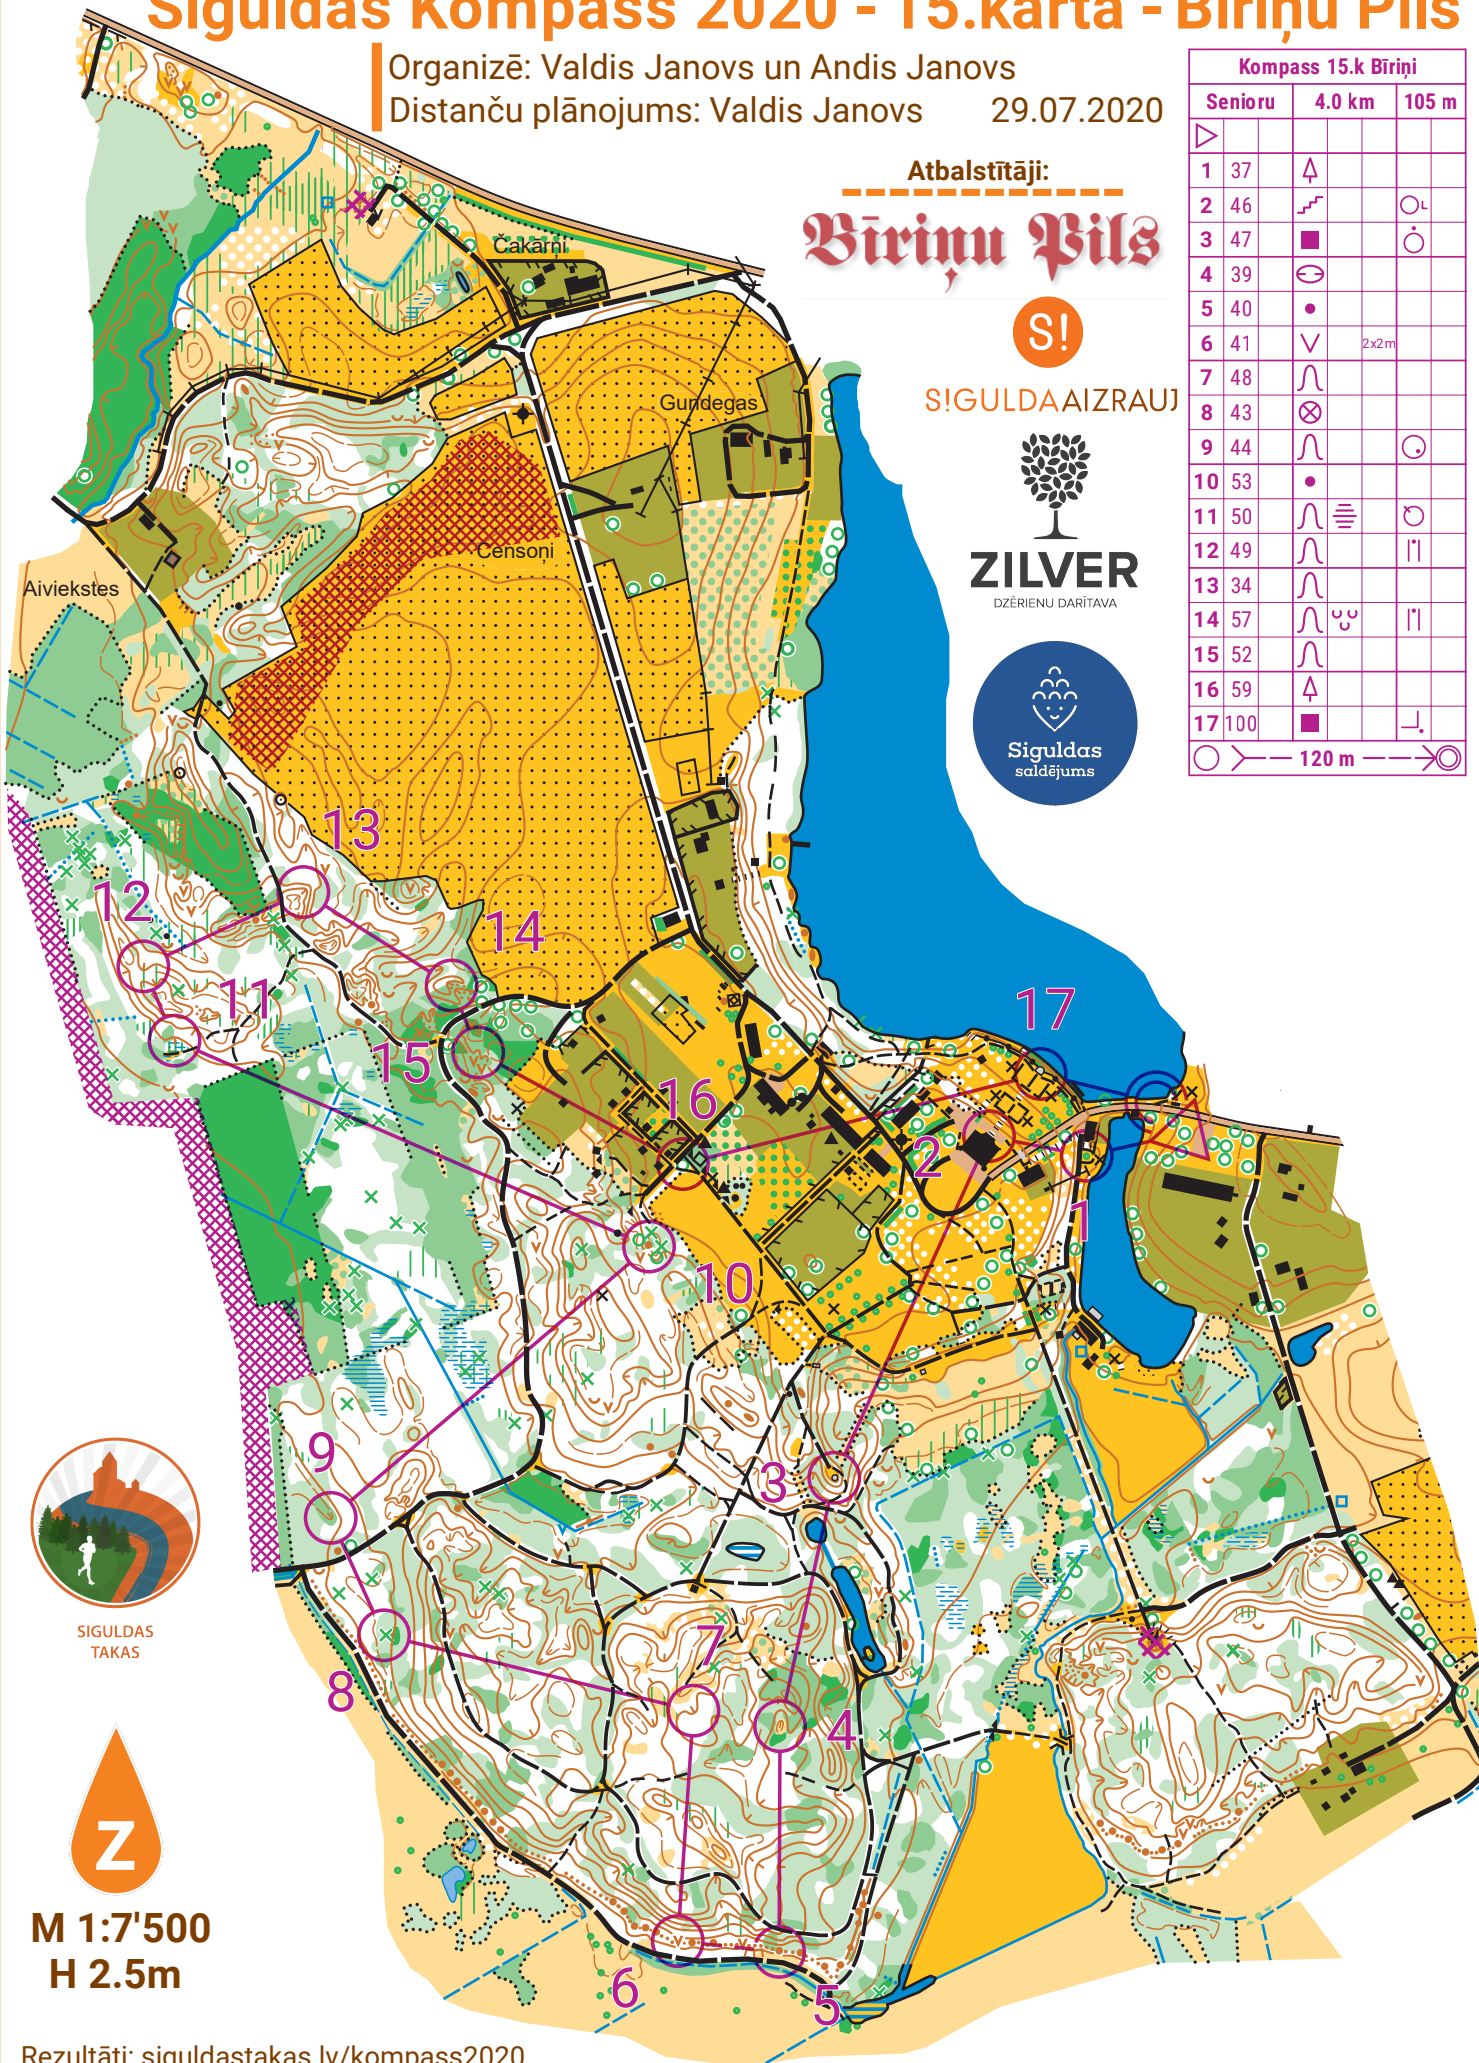 Siguldas Kompass 2020 - 15.kārta - Bīriņu Pils
Organizē: Valdis Janovs un Andis Janovs
Distanču plānojums: Valdis Janovs 29.07.2020
Atbalstītāji:
Bīriņu Pils
S!
S!GULDAAIZRAUJ
ZILVER
DZĒRIENU DARĪTAVA
Siguldas
saldējums
Kompass 15.k Bīriņi
Senioru 4.0 km 105 m
1 37
2 46
3 47
4 39
5 40
6 41 2x2m
7 48
8 43
9 44
10 53
11 50
12 49
13 34
14 57
15 52
16 59
17 100
120 m
Čakārņi
Gundegas
Censoņi
Aiviekstes
13
12
14
11
17
15
16
2
1
10
9
3
7
8
4
6
5
SIGULDAS
TAKAS
Z
M 1:7'500
H 2.5m
Rezultāti: siguldastakas.lv/kompass2020